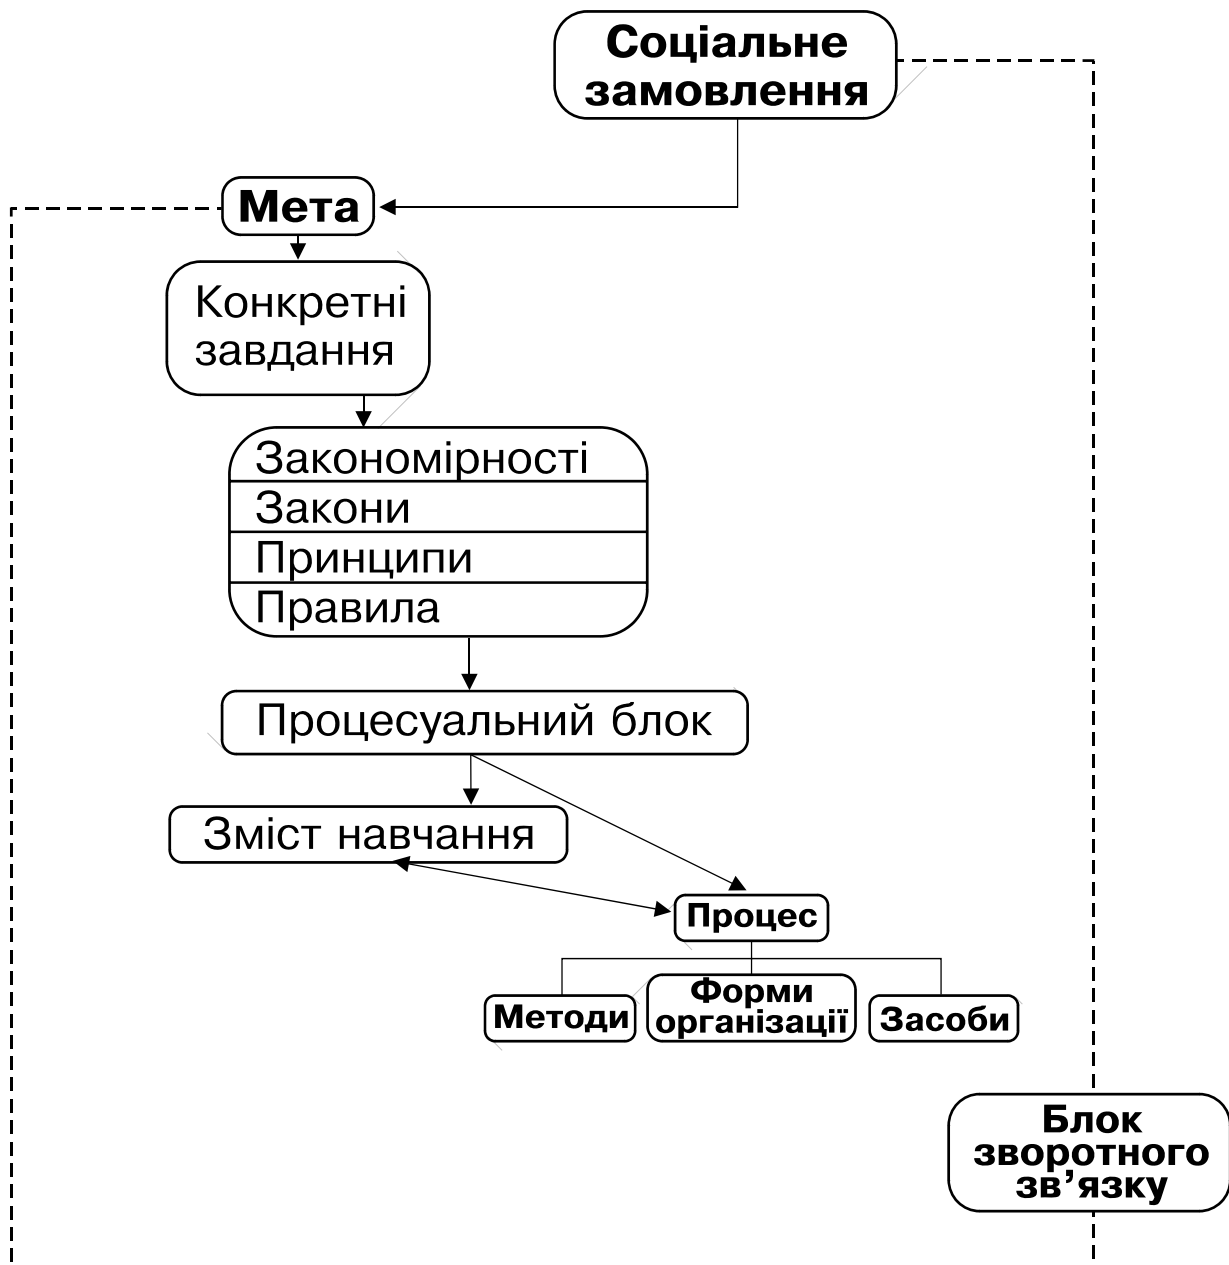 Соціальне
замовлення
Мета
Конкретні
завдання
Закономірності
Закони
Принципи
Правила
Процесуальний блок
Зміст навчання
Процес
Методи
Форми
організації
Засоби
Блок
зворотного
зв’язку